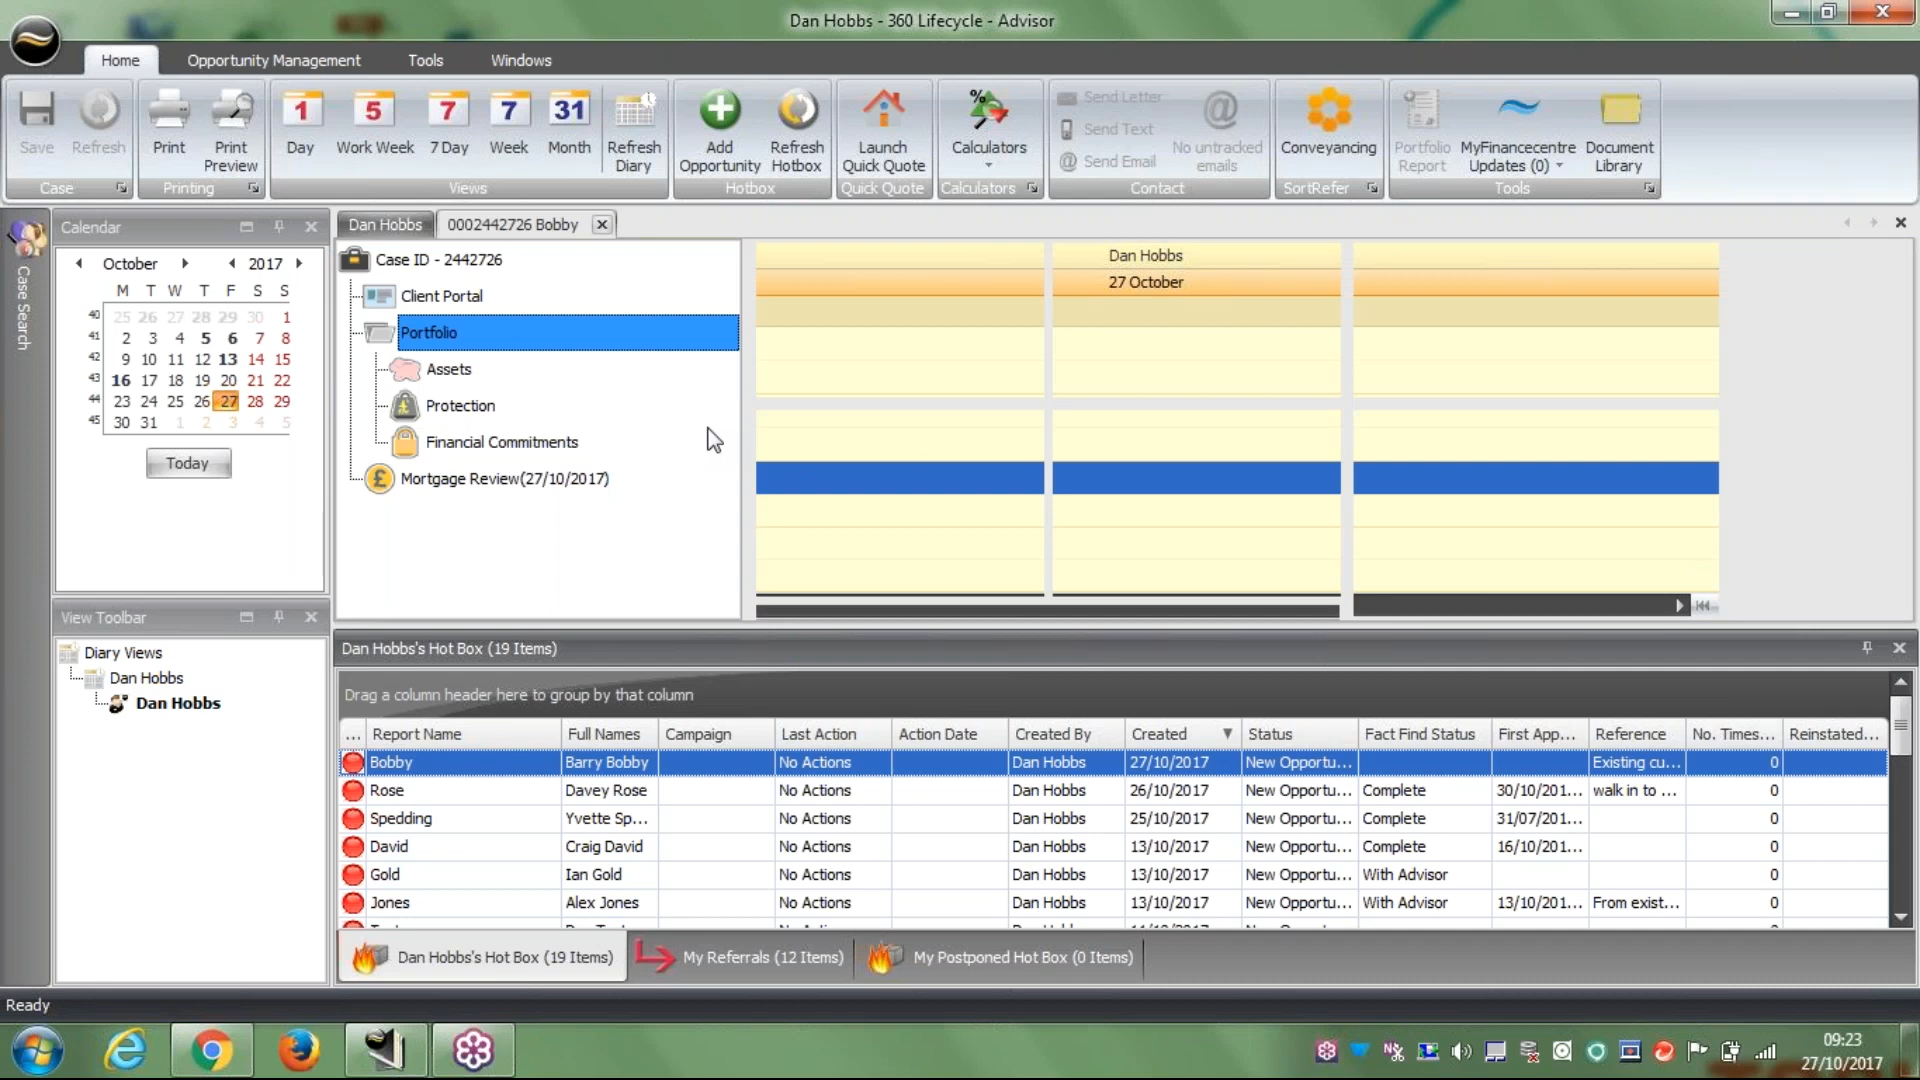 Dan Hobbs - 360 Lifecycle - Advisor
Home Opportunity Management Tools Windows
Save Refresh Print Print Preview Day Work Week 7 Day Week Month Refresh Diary Add Opportunity Refresh Hotbox Launch Quick Quote Calculators Send Letter Send Text Send Email No untracked emails Conveyancing Portfolio Report MyFinancecentre Updates (0) Document Library
1 5 7 7 31
Case Printing Views Hotbox Quick Quote Calculators Contact SortRefer Tools
Case Search
Calendar
October 2017
M T W T F S S
40 25 26 27 28 29 30 1
41 2 3 4 5 6 7 8
42 9 10 11 12 13 14 15
43 16 17 18 19 20 21 22
44 23 24 25 26 27 28 29
45 30 31 1 2 3 4 5
Today
View Toolbar
Diary Views
Dan Hobbs
Dan Hobbs
Dan Hobbs 0002442726 Bobby
Case ID - 2442726
Client Portal
Portfolio
Assets
Protection
Financial Commitments
Mortgage Review(27/10/2017)
Dan Hobbs
27 October
Dan Hobbs's Hot Box (19 Items)
Drag a column header here to group by that column
... Report Name Full Names Campaign Last Action Action Date Created By Created Status Fact Find Status First App... Reference No. Times... Reinstated...
Bobby Barry Bobby No Actions Dan Hobbs 27/10/2017 New Opportu... Existing cu... 0
Rose Davey Rose No Actions Dan Hobbs 26/10/2017 New Opportu... Complete 30/10/201... walk in to ... 0
Spedding Yvette Sp... No Actions Dan Hobbs 25/10/2017 New Opportu... Complete 31/07/201... 0
David Craig David No Actions Dan Hobbs 13/10/2017 New Opportu... Complete 16/10/201... 0
Gold Ian Gold No Actions Dan Hobbs 13/10/2017 New Opportu... With Advisor 0
Jones Alex Jones No Actions Dan Hobbs 13/10/2017 New Opportu... With Advisor 13/10/201... From exist... 0
Dan Hobbs's Hot Box (19 Items) My Referrals (12 Items) My Postponed Hot Box (0 Items)
Ready
09:23
27/10/2017